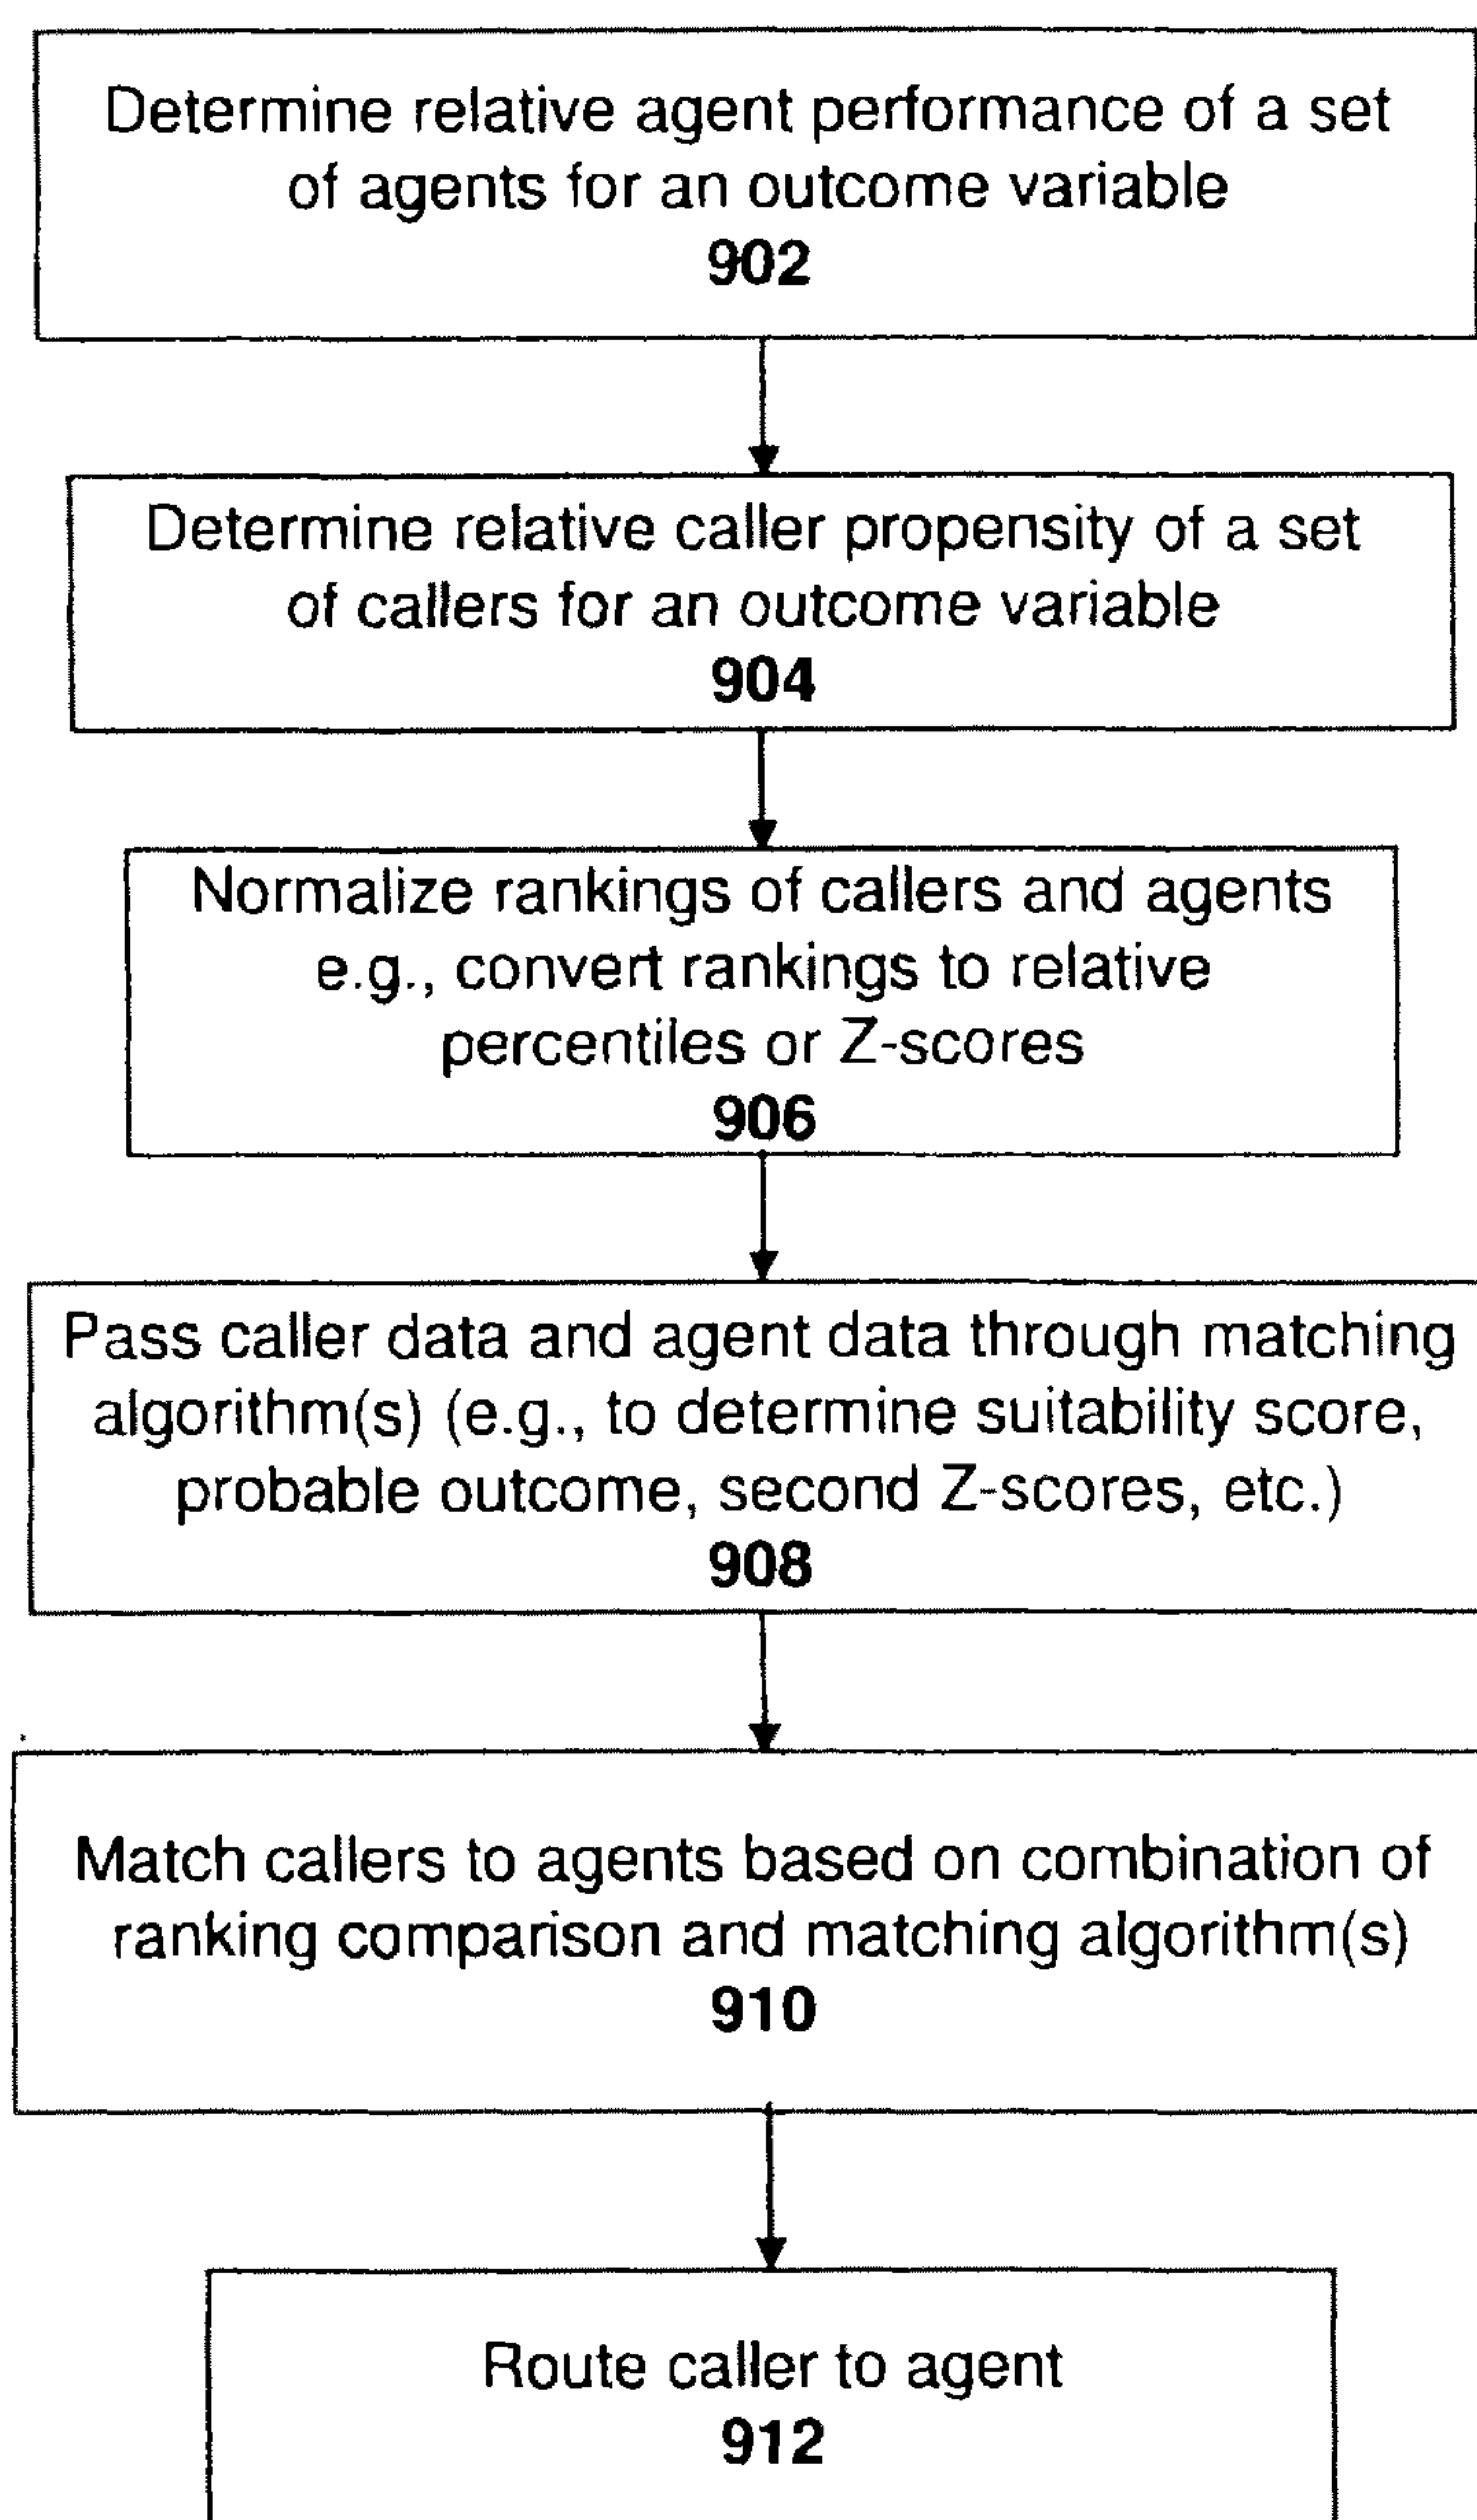 Determine relative agent performance of a set
of agents for an outcome variable
902
Determine relative caller propensity of a set
of callers for an outcome variable
904
Normalize rankings of callers and agents
e.g., convert rankings to relative
percentiles or Z-scores
906
Pass caller data and agent data through matching
algorithm(s) (e.g., to determine suitability score,
probable outcome, second Z-scores, etc.)
908
Match callers to agents based on combination of
ranking comparison and matching algorithm(s)
910
Route caller to agent
912